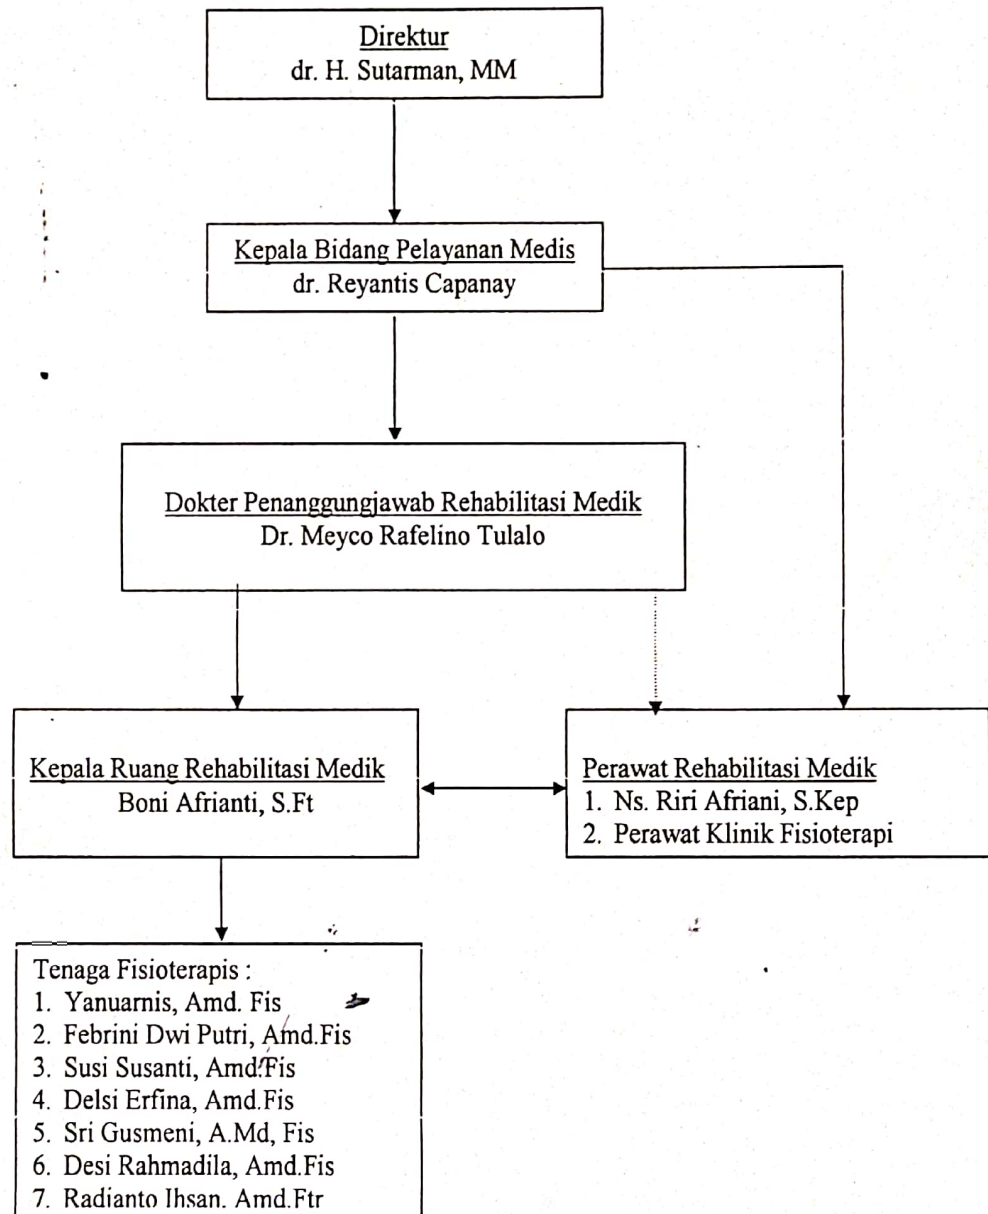 Direktur
dr. H. Sutarman, MM
Kepala Bidang Pelayanan Medis
dr. Reyantis Capanay
Dokter Penanggungjawab Rehabilitasi Medik
Dr. Meyco Rafelino Tulalo
Kepala Ruang Rehabilitasi Medik
Boni Afrianti, S.Ft
Perawat Rehabilitasi Medik
1. Ns. Riri Afriani, S.Kep
2. Perawat Klinik Fisioterapi
Tenaga Fisioterapis :
1. Yanuarnis, Amd. Fis
2. Febrini Dwi Putri, Amd.Fis
3. Susi Susanti, Amd.Fis
4. Delsi Erfina, Amd.Fis
5. Sri Gusmeni, A.Md, Fis
6. Desi Rahmadila, Amd.Fis
7. Radianto Ihsan. Amd.Ftr